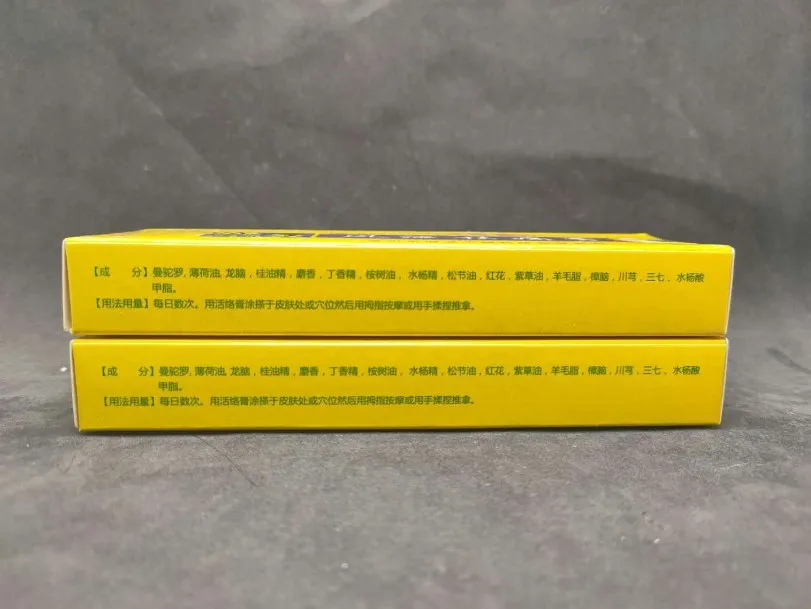 【成 分】曼驼罗, 薄荷油, 龙脑，桂油精，麝香，丁香精，桉树油，水杨精，松节油，红花，紫草油，羊毛脂，樟脑，川芎，三七、水杨酸
甲脂。
【用法用量】每日数次。用活络膏涂搽于皮肤处或穴位然后用拇指按摩或用手揉捏推拿。
【成 分】曼驼罗, 薄荷油, 龙脑，桂油精，麝香，丁香精，桉树油，水杨精，松节油，红花，紫草油，羊毛脂，樟脑，川芎，三七、水杨酸
甲脂。
【用法用量】每日数次。用活络膏涂搽于皮肤处或穴位然后用拇指按摩或用手揉捏推拿。